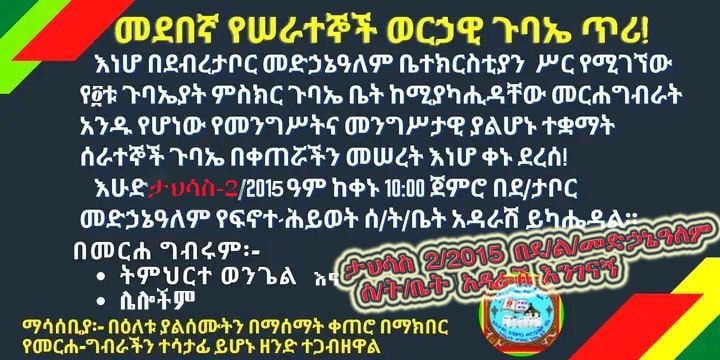 መደበኛ የሠራተኞች ወርኃዊ ጉባኤ ጥሪ!
እነሆ በደብረታቦር መድኃኔዓለም ቤተክርስቲያን ሥር የሚገኘው
የ፬ቱ ጉባኤያት ምስክር ጉባኤ ቤት ከሚያካሒዳቸው መርሐግብራት
አንዱ የሆነው የመንግሥትና መንግሥታዊ ያልሆኑ ተቋማት
ሰራተኞች ጉባኤ በቀጠሯችን መሠረት እነሆ ቀኑ ደረሰ!
እሁድ ታህሳስ-2/2015 ዓም ከቀኑ 10:00 ጀምሮ በደ/ታቦር
መድኃኔዓለም የፍኖተ-ሕይወት ሰ/ት/ቤት አዳራሽ ይካሔዳል።
በመርሐ ግብሩም፦
• ትምህርተ ወንጌል
• ሌሎችም
ታህሳስ 2/2015 በደ/ል/መድኃኔዓለም
ሰ/ት/ቤት አዳራሽ እንገናኝ
ማሳሰቢያ፦ በዕለቱ ያልሰሙትን በማሰማት ቀጠሮ በማክበር
የመርሐ-ግብራችን ተሳታፊ ይሆኑ ዘንድ ተጋብዘዋል